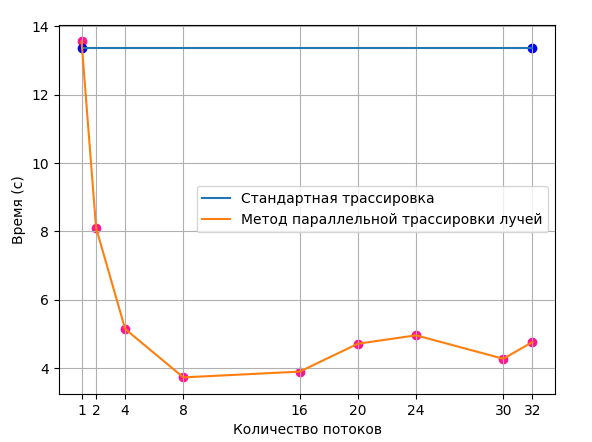 14
12
10
8
6
4
Время (с)
Стандартная трассировка
Метод параллельной трассировки лучей
1 2 4 8 16 20 24 30 32
Количество потоков